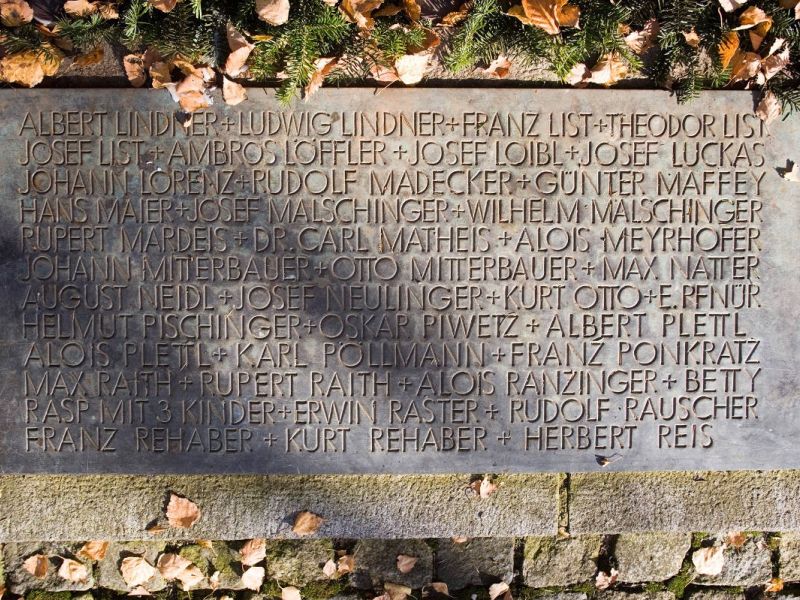 ALBERT LINDNER+LUDWIG LINDNER+FRANZ LIST+THEODOR LIST
JOSEF LIST+AMBROS LÖFFLER+JOSEF LOIBL+JOSEF LUCKAS
JOHANN LORENZ+RUDOLF MADECKER+GÜNTER MAFFEY
HANS MAIER+JOSEF MALSCHINGER+WILHELM MALSCHINGER
RUPERT MARDEIS+DR. CARL MATHEIS+ALOIS MEYRHOFER
JOHANN MITTERBAUER+OTTO MITTERBAUER+MAX NATTER
AUGUST NEIDL+JOSEF NEULINGER+KURT OTTO+E.PFNÜR
HELMUT PISCHINGER+OSKAR PIWETZ+ALBERT PLETTL
ALOIS PLETTL+KARL PÖLLMANN+FRANZ PONKRATZ
MAX RAITH+RUPERT RAITH+ALOIS RANZINGER+BETTY
RASP MIT 3 KINDER+ERWIN RASTER+RUDOLF RAUSCHER
FRANZ REHABER+KURT REHABER+HERBERT REIS